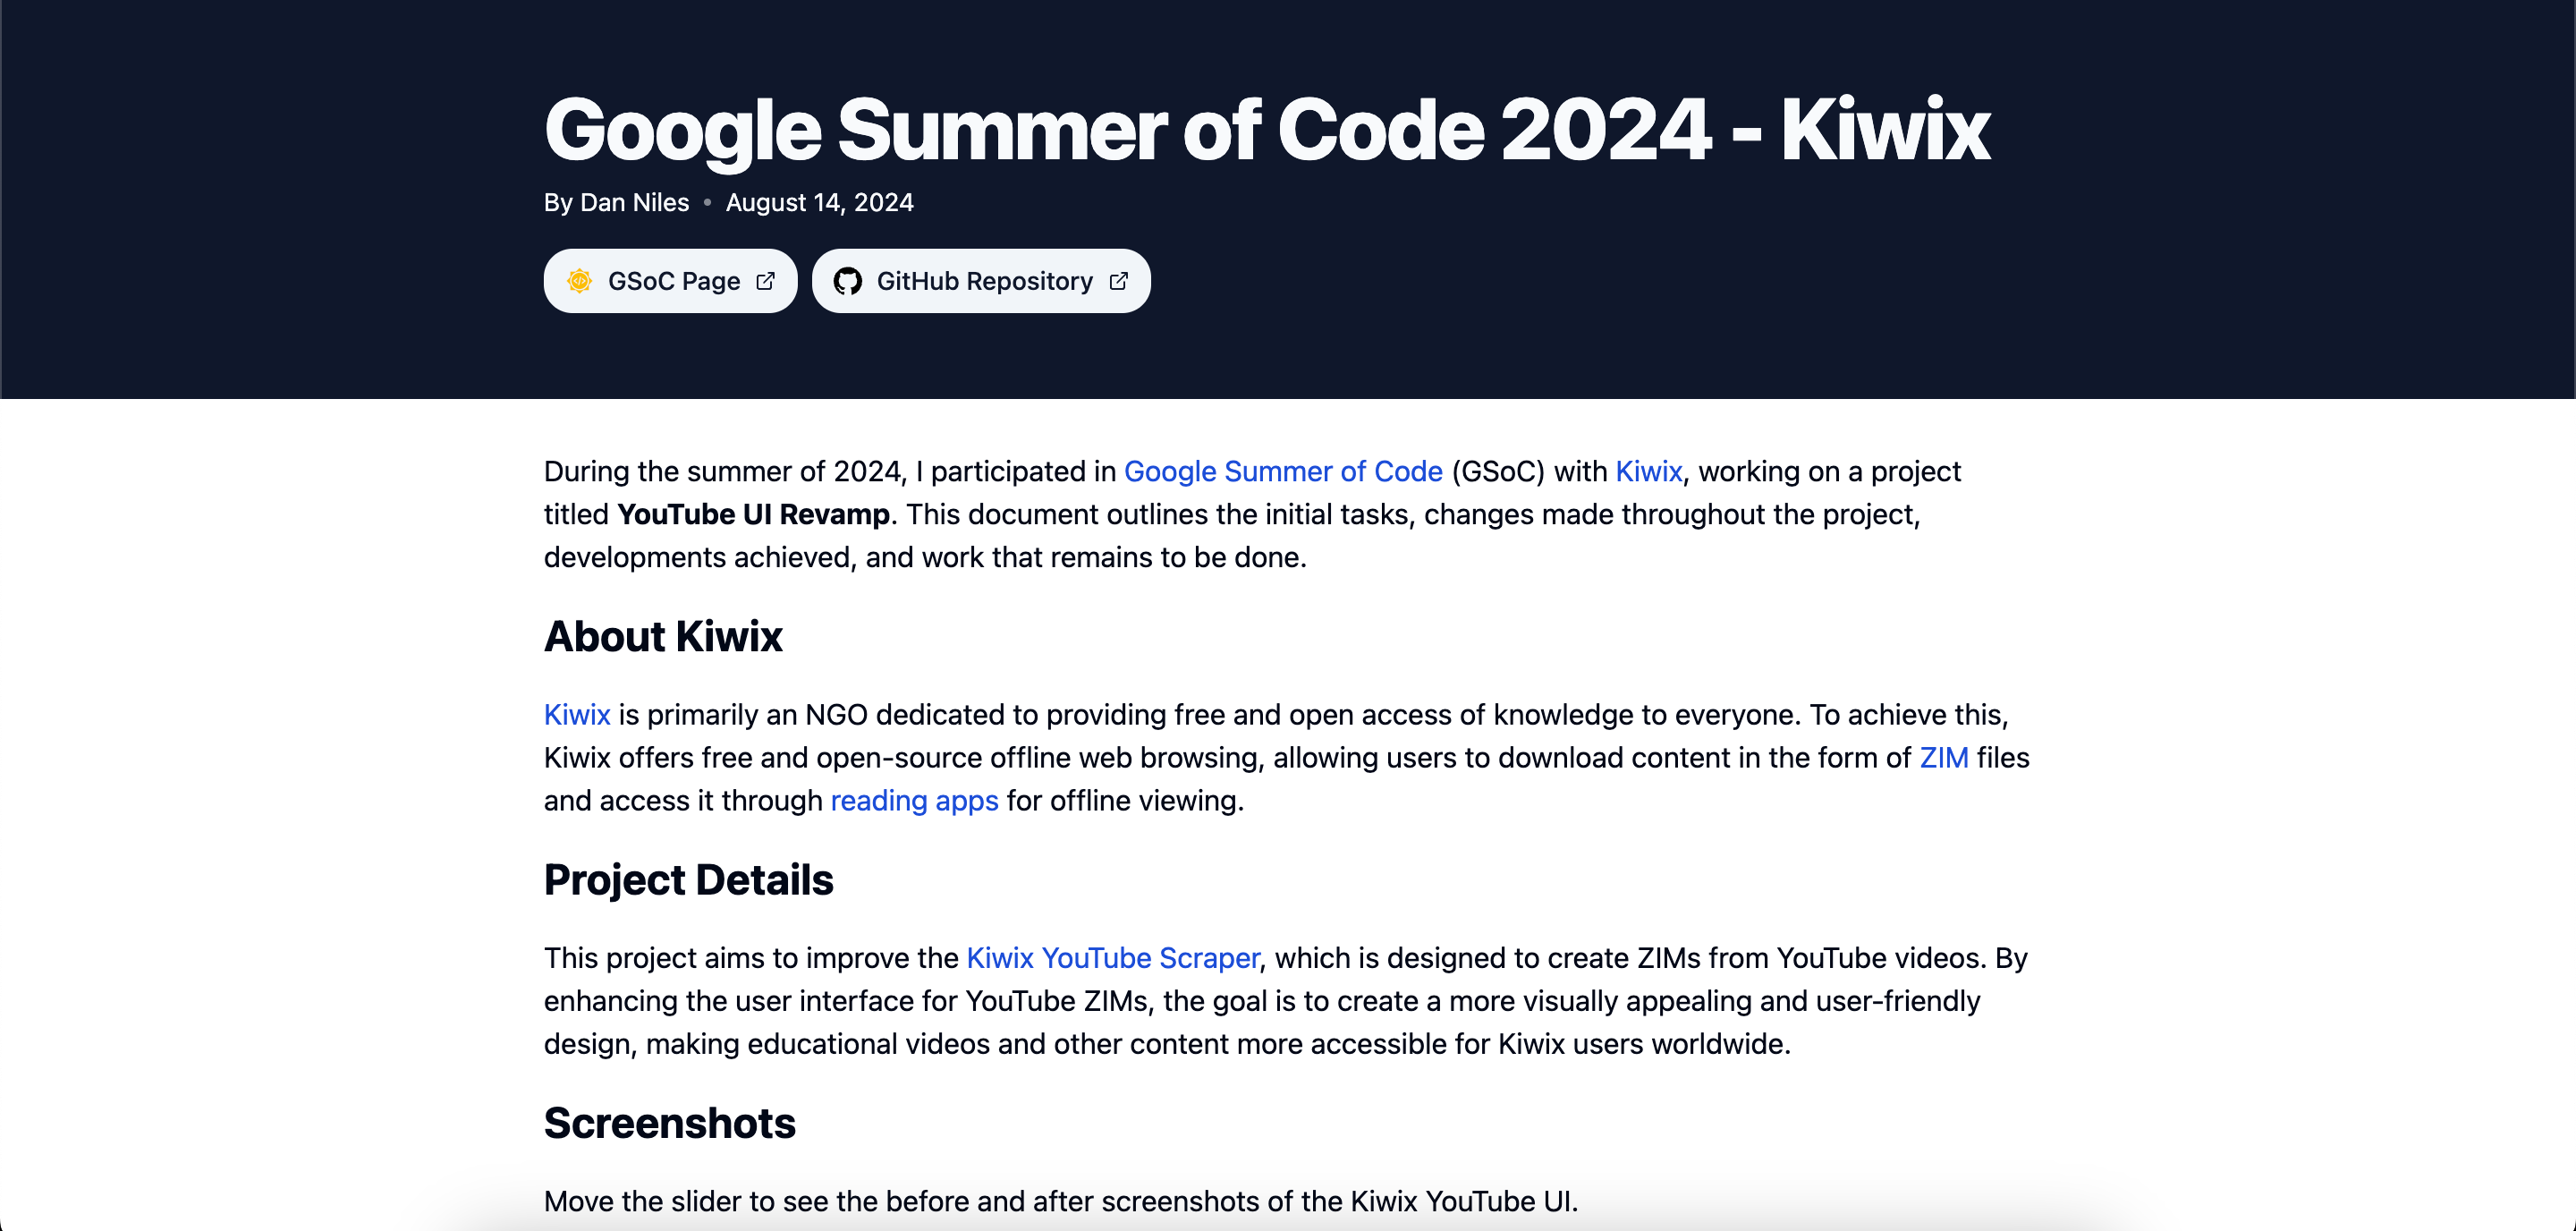 Google Summer of Code 2024 - Kiwix
By Dan Niles • August 14, 2024
GSoC Page
GitHub Repository
During the summer of 2024, I participated in Google Summer of Code (GSoC) with Kiwix, working on a project
titled YouTube UI Revamp. This document outlines the initial tasks, changes made throughout the project,
developments achieved, and work that remains to be done.
About Kiwix
Kiwix is primarily an NGO dedicated to providing free and open access of knowledge to everyone. To achieve this,
Kiwix offers free and open-source offline web browsing, allowing users to download content in the form of ZIM files
and access it through reading apps for offline viewing.
Project Details
This project aims to improve the Kiwix YouTube Scraper, which is designed to create ZIMs from YouTube videos. By
enhancing the user interface for YouTube ZIMs, the goal is to create a more visually appealing and user-friendly
design, making educational videos and other content more accessible for Kiwix users worldwide.
Screenshots
Move the slider to see the before and after screenshots of the Kiwix YouTube UI.